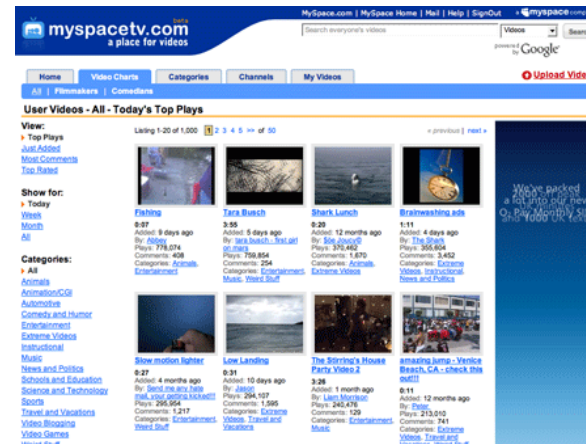 MySpace.com | MySpace Home | Mail | Help | SignOut
myspace
beta
myspacetv.com
a place for videos
Search everyone's videos
Videos
powered by Google
Home
Video Charts
Categories
Channels
My Videos
Upload Vide
All | Filmmakers | Comedians
User Videos - All - Today's Top Plays
View:
Top Plays
Just Added
Most Comments
Top Rated
Show for:
Today
Week
Month
All
Categories:
All
Animals
Animation/CGI
Automotive
Comedy and Humor
Entertainment
Extreme Videos
Instructional
Music
News and Politics
Schools and Education
Science and Technology
Sports
Travel and Vacations
Video Blogging
Video Games
Weird Stuff
Listing 1-20 of 1,000 1 2 3 4 5 >> of 50
« previous | next »
Fishing
0:07
Added: 9 days ago
By: Abbey
Plays: 778,074
Comments: 408
Categories: Animals,
Entertainment
Tara Busch
3:55
Added: 5 days ago
By: tara busch - first girl
on mars
Plays: 759,854
Comments: 254
Categories: Entertainment,
Music, Weird Stuff
Shark Lunch
0:20
Added: 12 months ago
Plays: 370,462
Comments: 1,670
Categories: Animals,
Extreme Videos
Brainwashing ads
1:11
Added: 4 days ago
By: The Shark
Plays: 355,604
Comments: 3,452
Categories: Extreme
Videos, Instructional,
News and Politics
Slow motion lighter
0:27
Added: 4 months ago
By: Send me any hate
mail, your getting kicked!!!
Plays: 295,954
Comments: 1,217
Categories: Entertainment,
Weird Stuff
Low Landing
0:31
Added: 10 days ago
By: Jason
Plays: 294,107
Comments: 1,595
Categories: Extreme
Videos, Travel and
Vacations
The Stirring's House
Party Video 2
3:26
Added: 1 month ago
By: Liam Morrison
Plays: 240,476
Comments: 129
Categories: Entertainment,
Music
amazing jump - Venice
Beach, CA - check this
out!!!
0:11
Added: 12 months ago
By: Peter
Plays: 213,010
Comments: 741
Categories: Extreme
Videos, Travel and
We've packed
a lot into our new